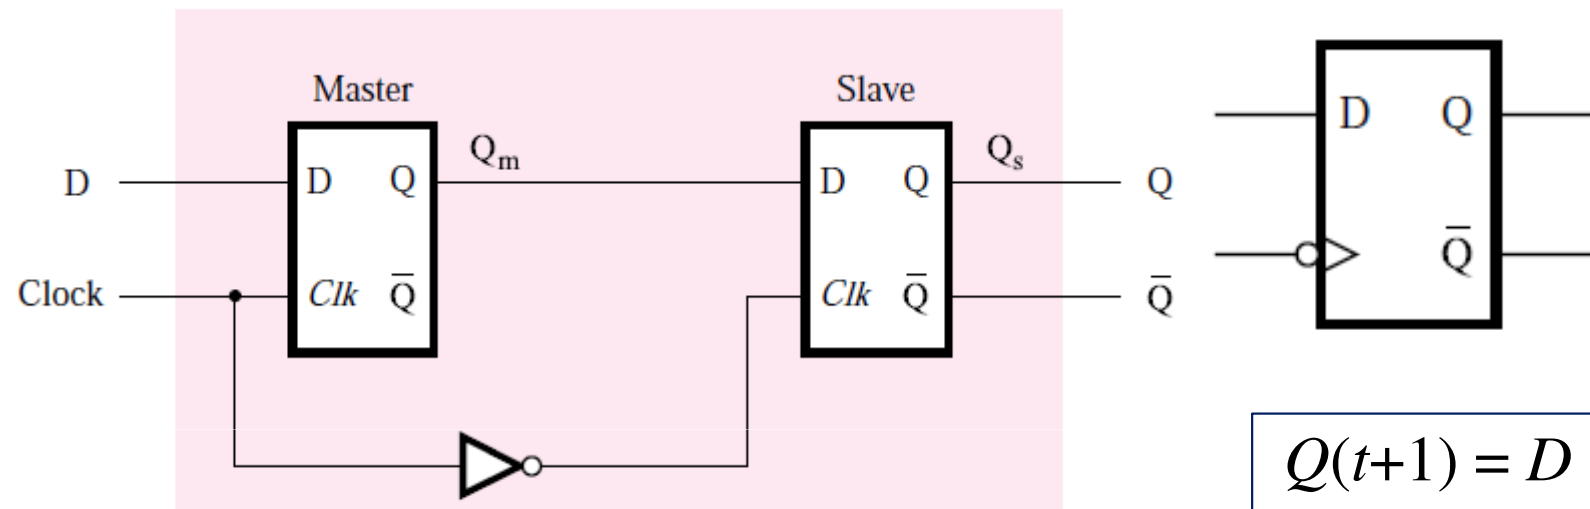 Master
Slave
D
D Q
Qₘ
D Q
Qₛ
Q
Clock
Clk Q̅
Clk Q̅
Q̅
D Q
Q̅
Q(t+1) = D